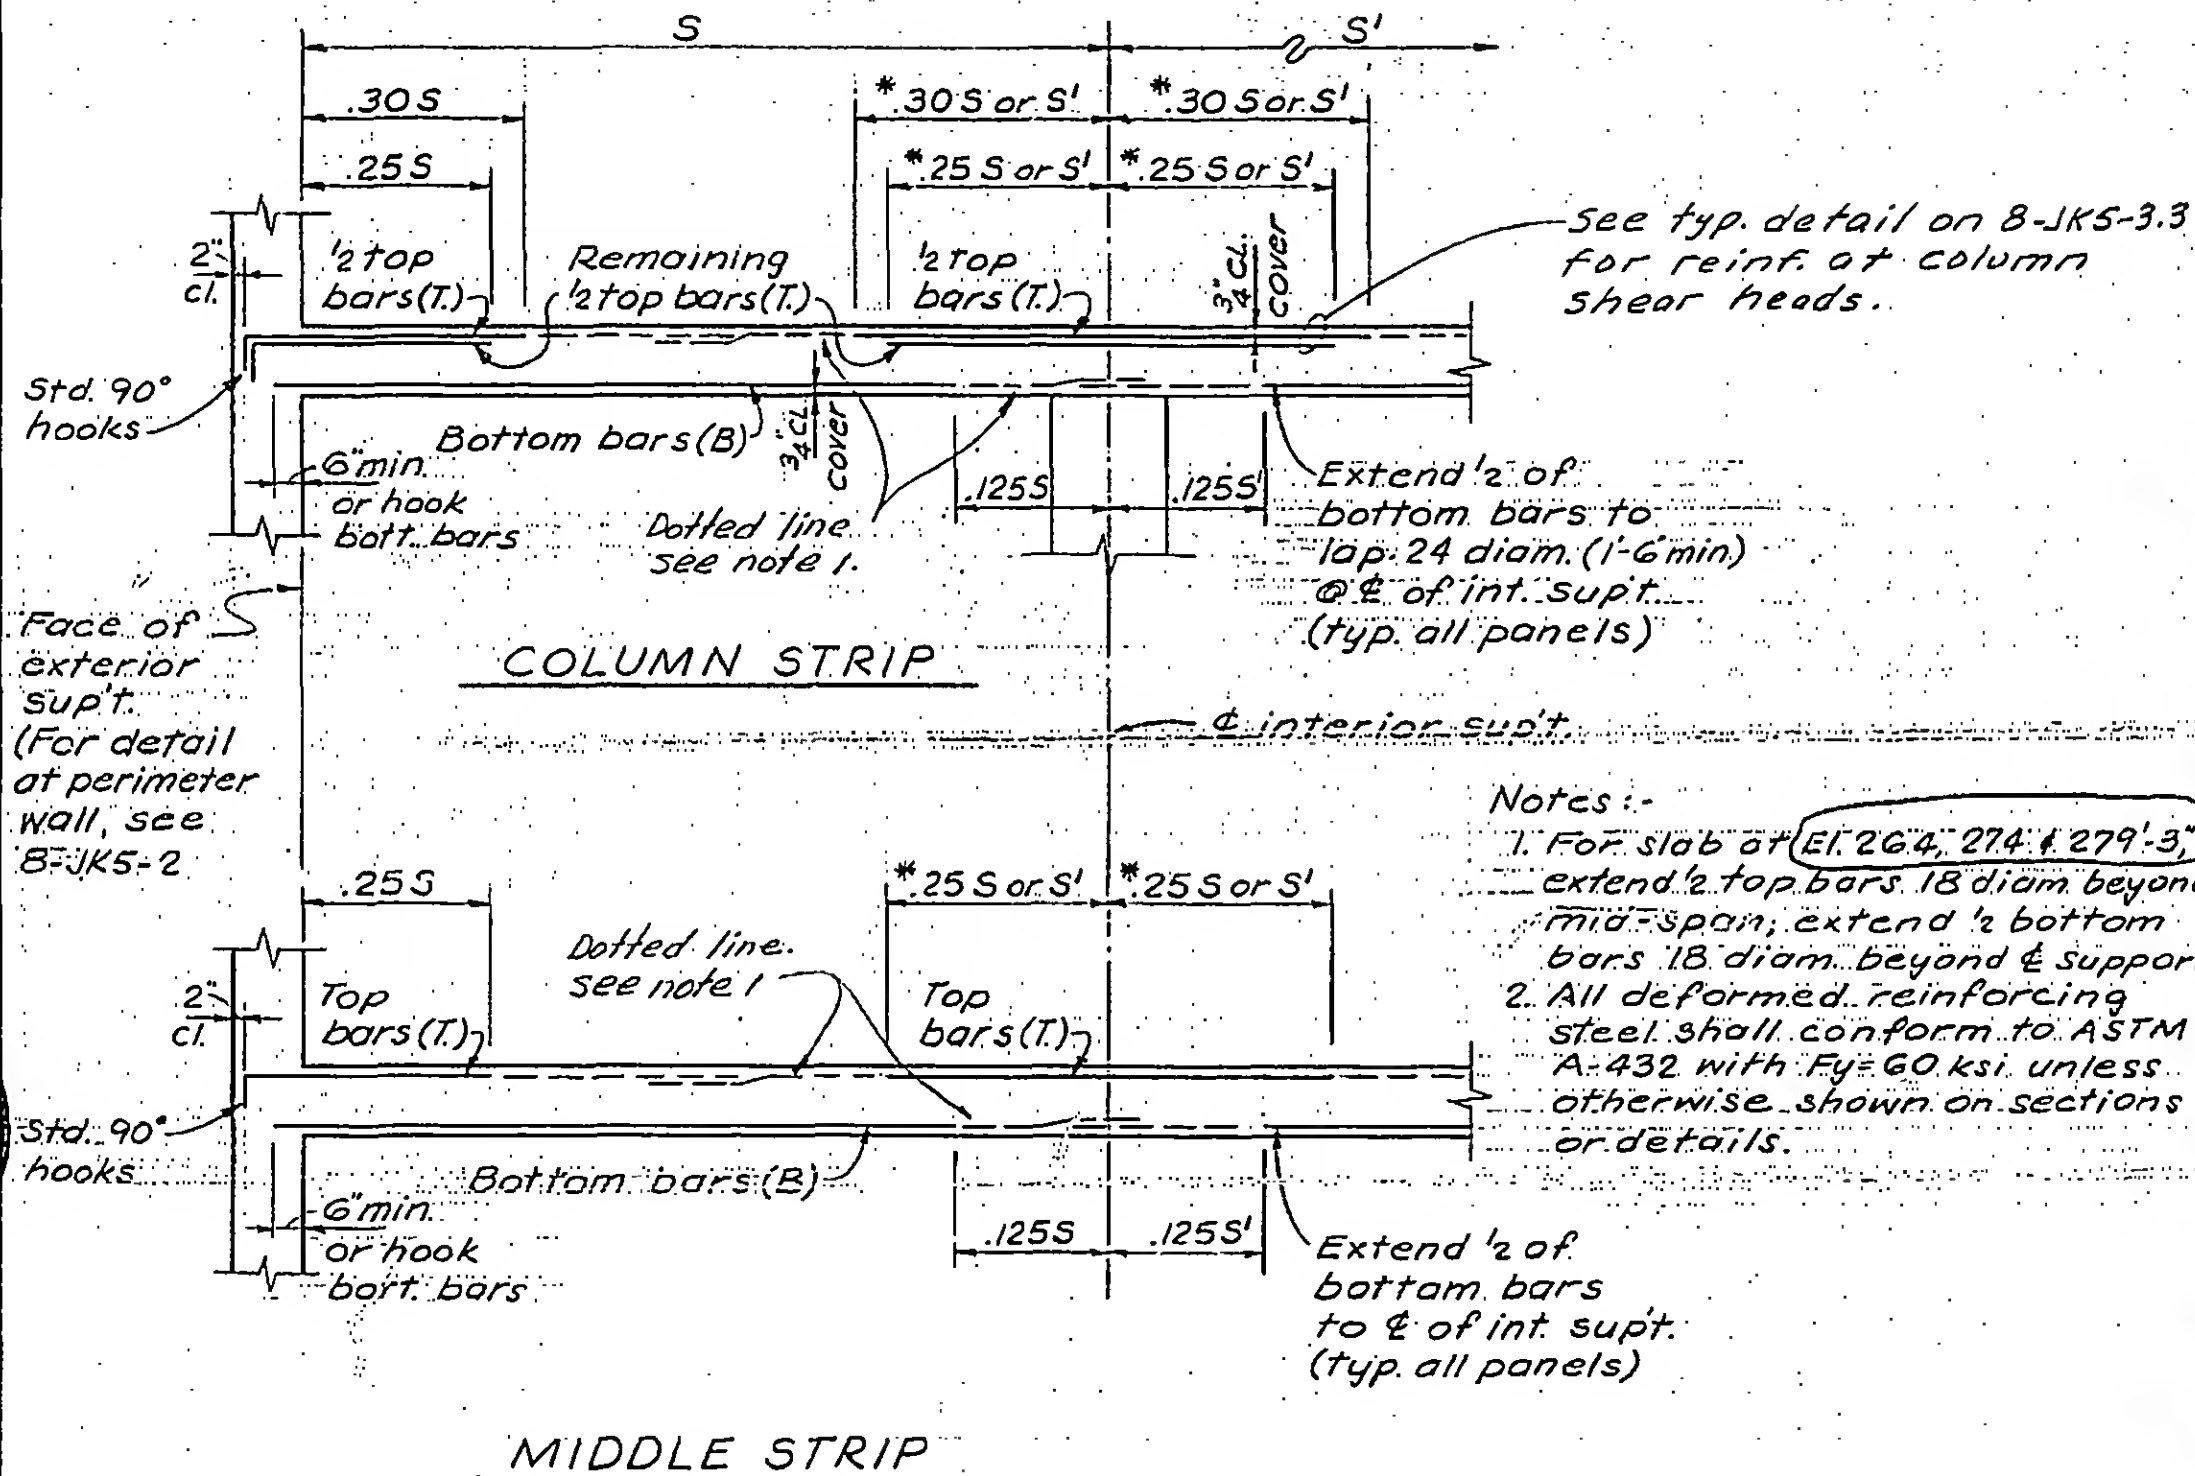 S
S'
.30 S
*.30 S or S'
*.30 S or S'
.25 S
*.25 S or S'
*.25 S or S'
2"
cl.
½ top
bars (T.)
Remaining
½ top bars (T.)
½ top
bars (T.)
¾" CL.
COVER
See typ. detail on 8-JK5-3.3
for reinf. at column
shear heads.
Std. 90°
hooks
Bottom bars (B)
¾" CL.
COVER
6" min.
or hook
bott. bars
Dotted line
see note 1.
.125S
.125S'
Extend ½ of
bottom bars to
lap 24 diam. (1'-6 min)
@ ℄ of int. sup't.
(typ. all panels)
Face of
exterior
sup't.
(For detail
at perimeter
wall, see
8-JK5-2
COLUMN STRIP
℄ interior sup't.
Notes:-
1. For slab at El. 264, 274 & 279'-3",
extend ½ top bars 18 diam beyon
mid-span; extend ½ bottom
bars 18 diam. beyond ℄ suppor
2. All deformed reinforcing
steel shall conform to ASTM
A-432 with Fy = 60 ksi unless
otherwise shown on sections
or details.
.25 S
*.25 S or S'
*.25 S or S'
2"
cl.
Top
bars (T.)
Dotted line
see note 1
Top
bars (T.)
Std. 90°
hooks
Bottom bars (B)
6" min.
or hook
bott. bars
.125S
.125S'
Extend ½ of
bottom bars
to ℄ of int. sup't.
(typ. all panels)
MIDDLE STRIP